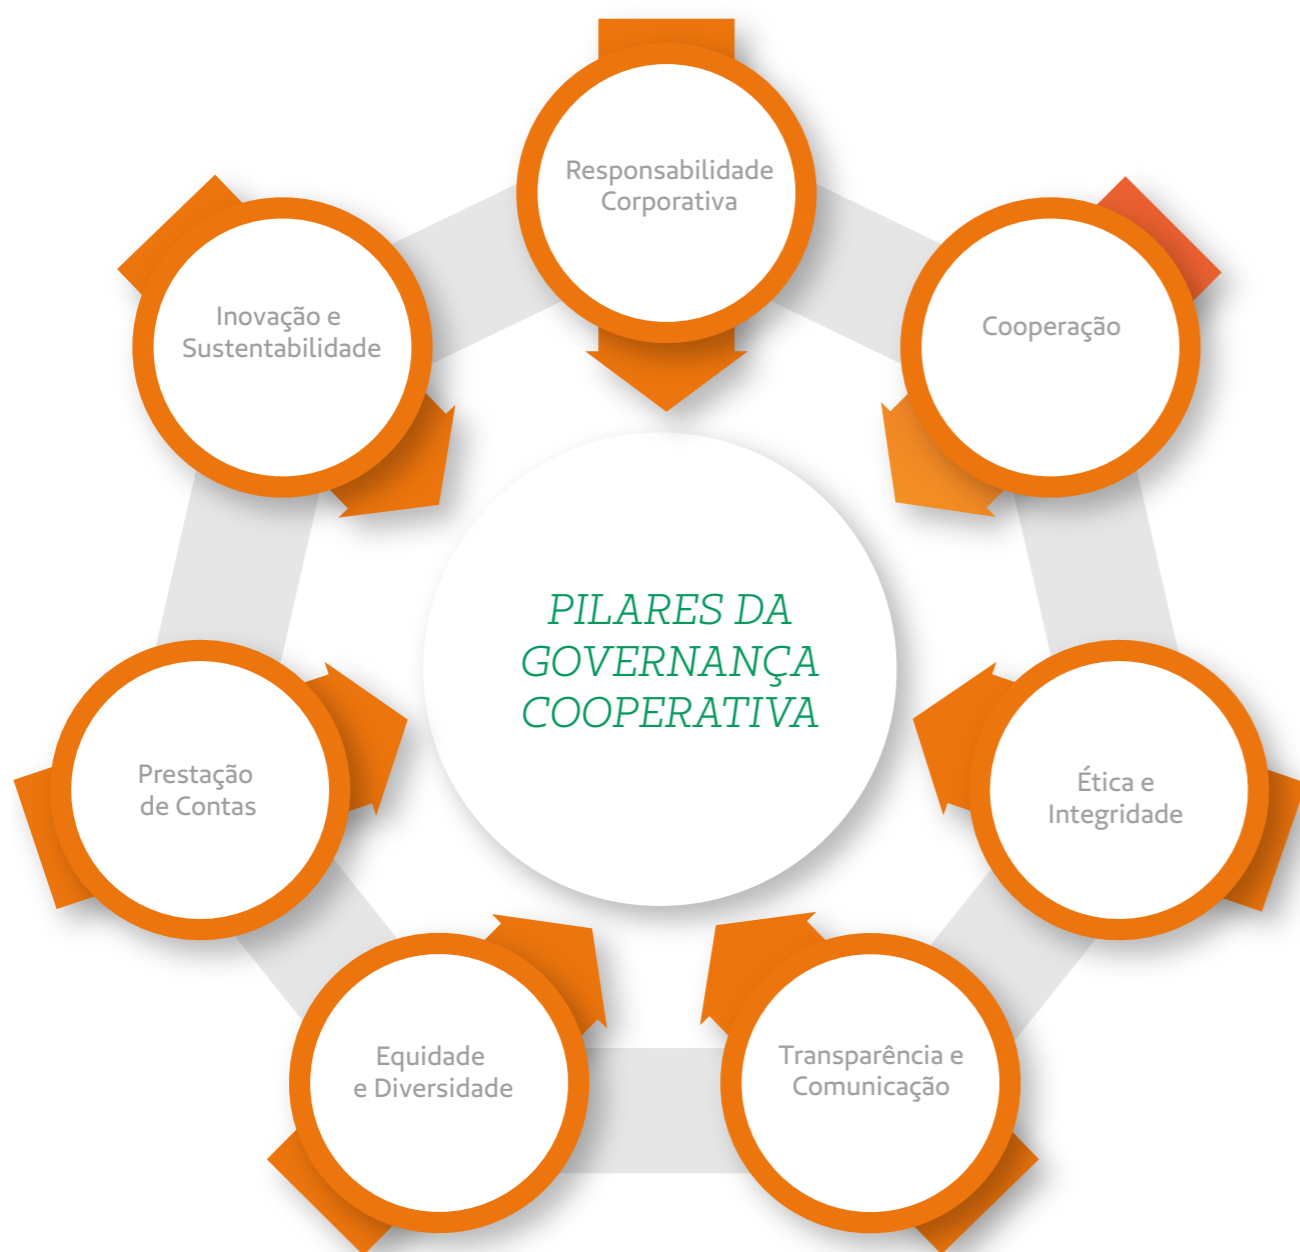 Responsabilidade
Corporativa
Cooperação
Inovação e
Sustentabilidade
PILARES DA
GOVERNANÇA
COOPERATIVA
Prestação
de Contas
Ética e
Integridade
Equidade
e Diversidade
Transparência e
Comunicação